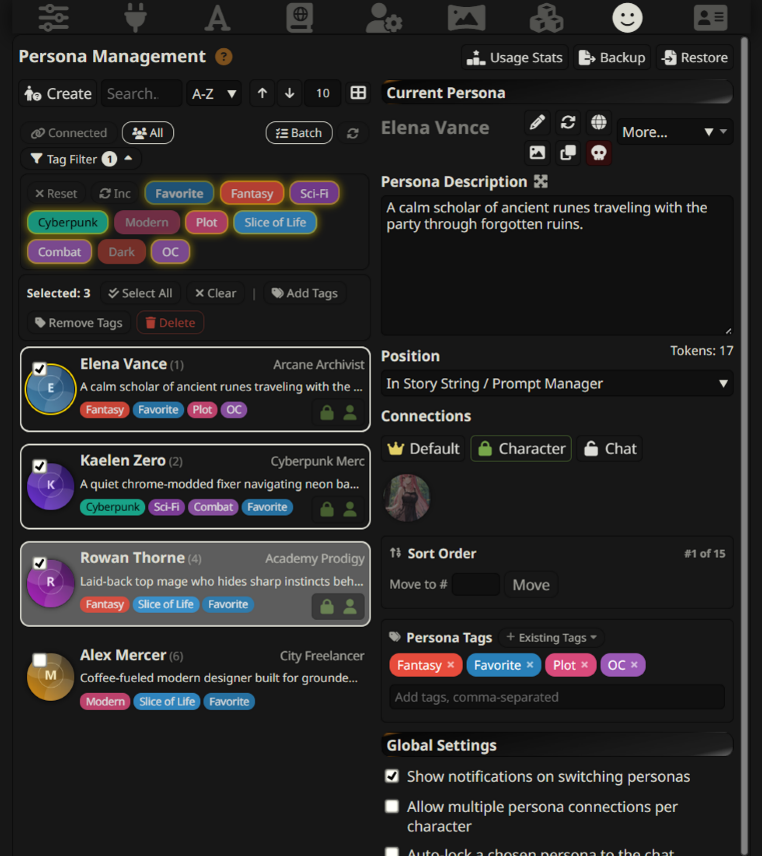 Persona Management ?
Usage Stats Backup Restore
Create Search. A-Z 10
Connected All Batch
Tag Filter 1
Reset Inc Favorite Fantasy Sci-Fi
Cyberpunk Modern Plot Slice of Life
Combat Dark OC
Selected: 3 Select All Clear | Add Tags
Remove Tags Delete
E
Elena Vance (1) Arcane Archivist
A calm scholar of ancient runes traveling with the ...
Fantasy Favorite Plot OC
K
Kaelen Zero (2) Cyberpunk Merc
A quiet chrome-modded fixer navigating neon ba...
Cyberpunk Sci-Fi Combat Favorite
R
Rowan Thorne (4) Academy Prodigy
Laid-back top mage who hides sharp instincts beh...
Fantasy Slice of Life Favorite
M
Alex Mercer (6) City Freelancer
Coffee-fueled modern designer built for grounde...
Modern Slice of Life Favorite
Current Persona
Elena Vance
More...
Persona Description
A calm scholar of ancient runes traveling with the
party through forgotten ruins.
Position Tokens: 17
In Story String / Prompt Manager
Connections
Default Character Chat
Sort Order #1 of 15
Move to # Move
Persona Tags + Existing Tags
Fantasy × Favorite × Plot × OC ×
Add tags, comma-separated
Global Settings
Show notifications on switching personas
Allow multiple persona connections per
character
Auto-lock a chosen persona to the chat